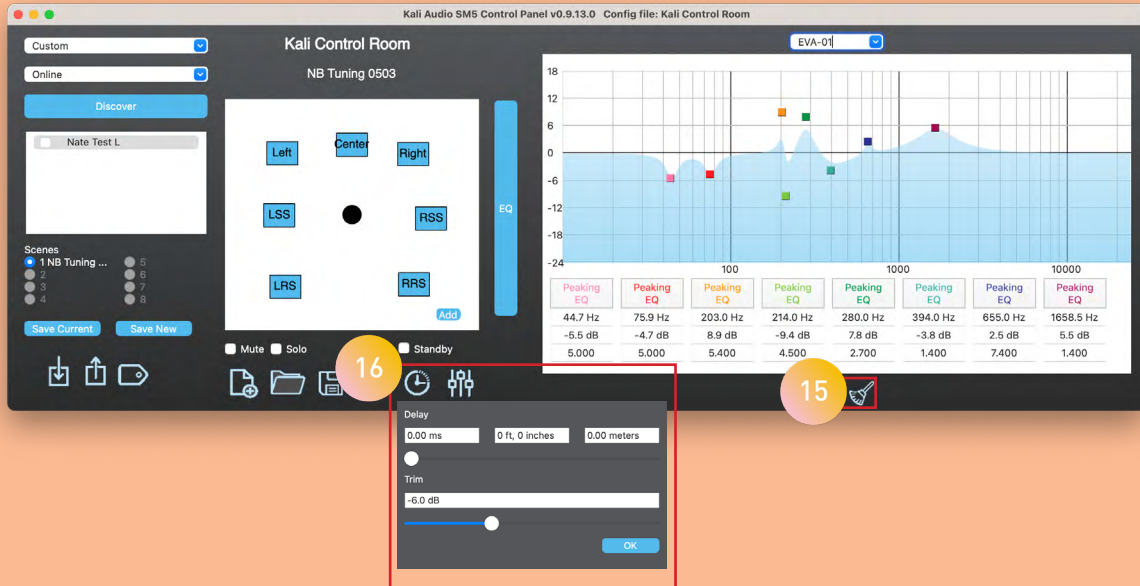 Kali Audio SM5 Control Panel v0.9.13.0 Config file: Kali Control Room
Custom
Online
Discover
Nate Test L
Scenes
1 NB Tuning ...
2
3
4
5
6
7
8
Save Current
Save New
Kali Control Room
NB Tuning 0503
Left
Center
Right
LSS
RSS
LRS
RRS
Add
EQ
Mute
Solo
Standby
EVA-01
18
12
6
0
-6
-12
-18
-24
100
1000
10000
Peaking EQ Peaking EQ Peaking EQ Peaking EQ Peaking EQ Peaking EQ Peaking EQ Peaking EQ
44.7 Hz 75.9 Hz 203.0 Hz 214.0 Hz 280.0 Hz 394.0 Hz 655.0 Hz 1658.5 Hz
-5.5 dB -4.7 dB 8.9 dB -9.4 dB 7.8 dB -3.8 dB 2.5 dB 5.5 dB
5.000 5.000 5.400 4.500 2.700 1.400 7.400 1.400
16
15
Delay
0.00 ms
0 ft, 0 inches
0.00 meters
Trim
-6.0 dB
OK